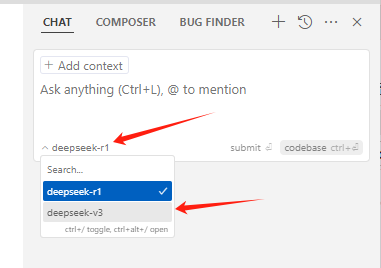 CHAT COMPOSER BUG FINDER
+ Add context
Ask anything (Ctrl+L), @ to mention
deepseek-r1 submit codebase ctrl+
Search...
deepseek-r1
deepseek-v3
ctrl+/ toggle, ctrl+alt+/ open